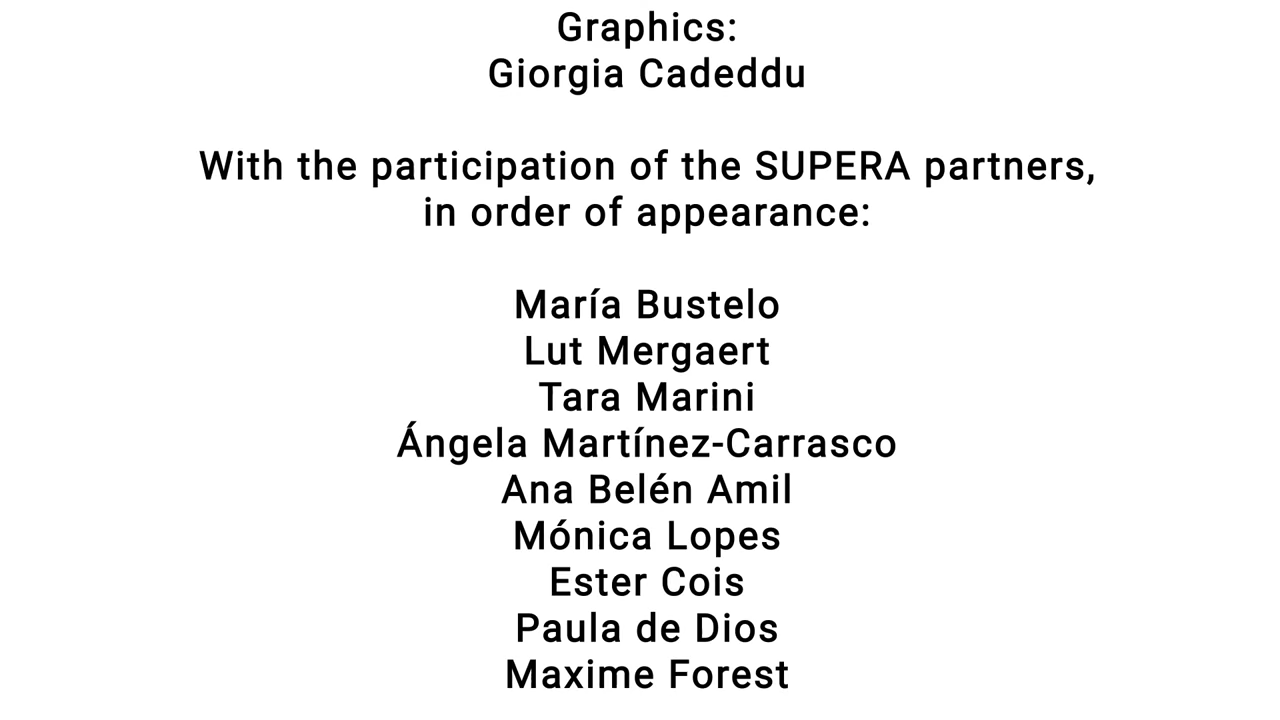 Graphics:
Giorgia Cadeddu
With the participation of the SUPERA partners,
in order of appearance:
María Bustelo
Lut Mergaert
Tara Marini
Ángela Martínez-Carrasco
Ana Belén Amil
Mónica Lopes
Ester Cois
Paula de Dios
Maxime Forest